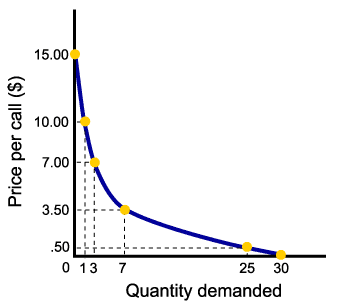 Price per call ($)
15.00
10.00
7.00
3.50
.50
0 1 3 7 25 30
Quantity demanded